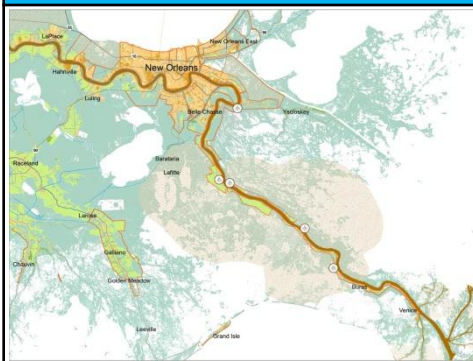 LaPlace
New Orleans East
Hahnville
New Orleans
Luling
Belle Chasse
Yscloskey
Barataria
Raceland
Lafitte
Larose
Galliano
Chauvin
Golden Meadow
Buras
Venice
Leeville
Grand Isle